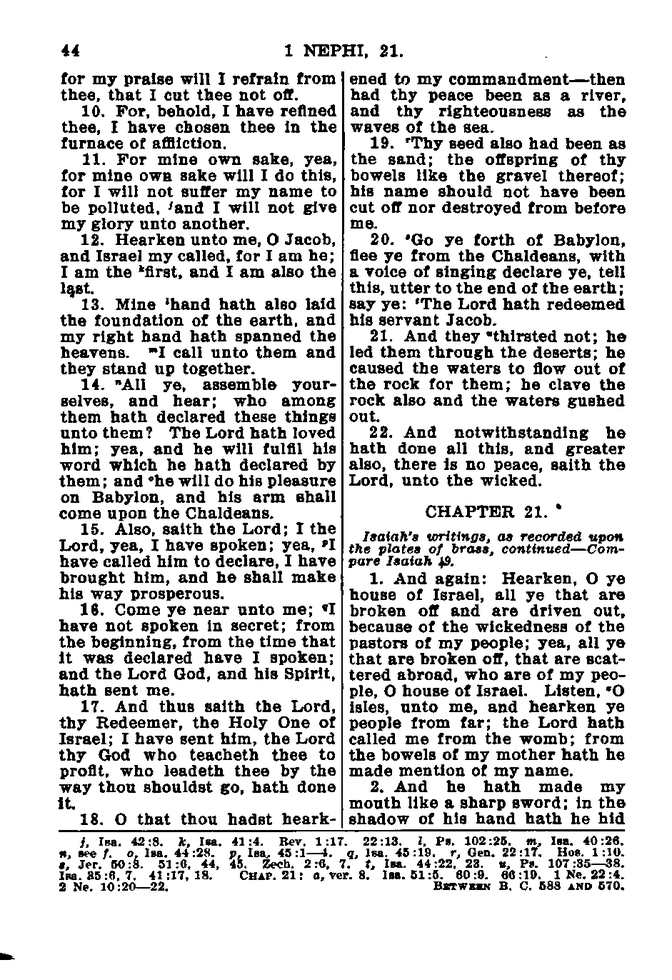 44
1 NEPHI, 21.
for my praise will I refrain from
thee, that I cut thee not off.
10. For, behold, I have refined
thee, I have chosen thee in the
furnace of affliction.
11. For mine own sake, yea,
for mine own sake will I do this,
for I will not suffer my name to
be polluted, ʲand I will not give
my glory unto another.
12. Hearken unto me, O Jacob,
and Israel my called, for I am he;
I am the ᵏfirst, and I am also the
last.
13. Mine ˡhand hath also laid
the foundation of the earth, and
my right hand hath spanned the
heavens. ᵐI call unto them and
they stand up together.
14. ⁿAll ye, assemble your-
selves, and hear; who among
them hath declared these things
unto them? The Lord hath loved
him; yea, and he will fulfil his
word which he hath declared by
them; and ᵒhe will do his pleasure
on Babylon, and his arm shall
come upon the Chaldeans.
15. Also, saith the Lord; I the
Lord, yea, I have spoken; yea, ᵖI
have called him to declare, I have
brought him, and he shall make
his way prosperous.
16. Come ye near unto me; qI
have not spoken in secret; from
the beginning, from the time that
it was declared have I spoken;
and the Lord God, and his Spirit,
hath sent me.
17. And thus saith the Lord,
thy Redeemer, the Holy One of
Israel; I have sent him, the Lord
thy God who teacheth thee to
profit, who leadeth thee by the
way thou shouldst go, hath done
it.
18. O that thou hadst heark-
ened to my commandment—then
had thy peace been as a river,
and thy righteousness as the
waves of the sea.
19. ʳThy seed also had been as
the sand; the offspring of thy
bowels like the gravel thereof;
his name should not have been
cut off nor destroyed from before
me.
20. ˢGo ye forth of Babylon,
flee ye from the Chaldeans, with
a voice of singing declare ye, tell
this, utter to the end of the earth;
say ye: ᵗThe Lord hath redeemed
his servant Jacob.
21. And they ᵘthirsted not; he
led them through the deserts; he
caused the waters to flow out of
the rock for them; he clave the
rock also and the waters gushed
out.
22. And notwithstanding he
hath done all this, and greater
also, there is no peace, saith the
Lord, unto the wicked.
CHAPTER 21.
Isaiah's writings, as recorded upon
the plates of brass, continued—Com-
pare Isaiah 49.
1. And again: Hearken, O ye
house of Israel, all ye that are
broken off and are driven out,
because of the wickedness of the
pastors of my people; yea, all ye
that are broken off, that are scat-
tered abroad, who are of my peo-
ple, O house of Israel. Listen, ᵃO
isles, unto me, and hearken ye
people from far; the Lord hath
called me from the womb; from
the bowels of my mother hath he
made mention of my name.
2. And he hath made my
mouth like a sharp sword; in the
shadow of his hand hath he hid
j, Isa. 42:8. k, Isa. 41:4. Rev. 1:17. 22:13. l, Ps. 102:25. m, Isa. 40:26.
n, see f. o, Isa. 44:28. p, Isa. 45:1—4. q, Isa. 45:19. r, Gen. 22:17. Hos. 1:10.
s, Jer. 50:8. 51:6, 44, 45. Zech. 2:6, 7. t, Isa. 44:22, 23. u, Ps. 107:35—38.
Isa. 35:6, 7. 41:17, 18. CHAP. 21: a, ver. 8. Isa. 51:5. 60:9. 66:19. 1 Ne. 22:4.
2 Ne. 10:20—22.
BETWEEN B. C. 588 AND 570.